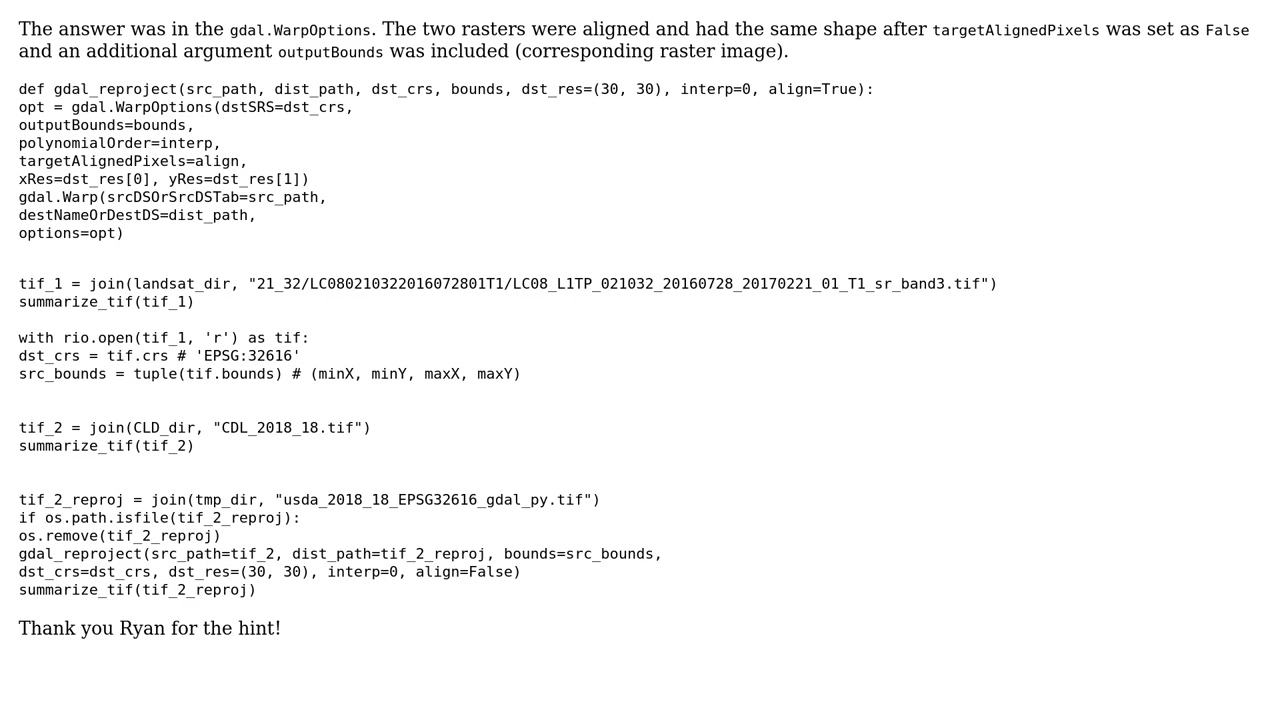 The answer was in the gdal.WarpOptions. The two rasters were aligned and had the same shape after targetAlignedPixels was set as False
and an additional argument outputBounds was included (corresponding raster image).
def gdal_reproject(src_path, dist_path, dst_crs, bounds, dst_res=(30, 30), interp=0, align=True):
opt = gdal.WarpOptions(dstSRS=dst_crs,
outputBounds=bounds,
polynomialOrder=interp,
targetAlignedPixels=align,
xRes=dst_res[0], yRes=dst_res[1])
gdal.Warp(srcDSOrSrcDSTab=src_path,
destNameOrDestDS=dist_path,
options=opt)
tif_1 = join(landsat_dir, "21_32/LC080210322016072801T1/LC08_L1TP_021032_20160728_20170221_01_T1_sr_band3.tif")
summarize_tif(tif_1)
with rio.open(tif_1, 'r') as tif:
dst_crs = tif.crs # 'EPSG:32616'
src_bounds = tuple(tif.bounds) # (minX, minY, maxX, maxY)
tif_2 = join(CLD_dir, "CDL_2018_18.tif")
summarize_tif(tif_2)
tif_2_reproj = join(tmp_dir, "usda_2018_18_EPSG32616_gdal_py.tif")
if os.path.isfile(tif_2_reproj):
os.remove(tif_2_reproj)
gdal_reproject(src_path=tif_2, dist_path=tif_2_reproj, bounds=src_bounds,
dst_crs=dst_crs, dst_res=(30, 30), interp=0, align=False)
summarize_tif(tif_2_reproj)
Thank you Ryan for the hint!